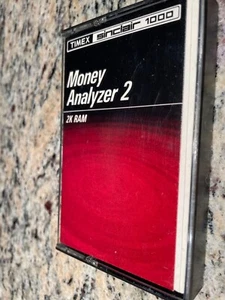 TIMEX sinclair 1000
Money
Analyzer 2
2K RAM